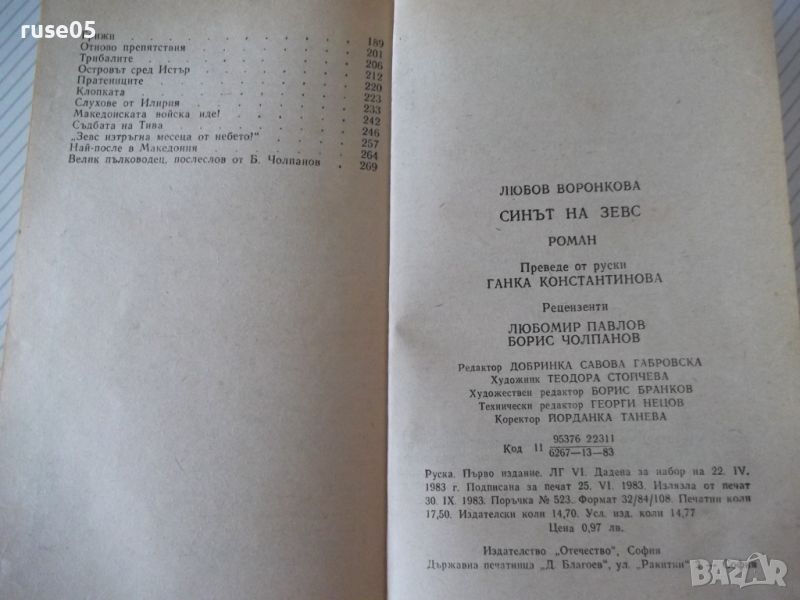 ruse05
189
Отново препятствия 201
Трибалите 206
Островът сред Истър 212
Пратениците 220
Клопката 223
Слухове от Илирия 233
Македонската войска иде! 242
Съдбата на Тива 246
„Зевс изтръгна месеца от небето!“ 257
Най-после в Македония 264
Велик пълководец, послеслов от Б. Чолпанов 269
ЛЮБОВ ВОРОНКОВА
СИНЪТ НА ЗЕВС
РОМАН
Преведе от руски
ГАНКА КОНСТАНТИНОВА
Рецензенти
ЛЮБОМИР ПАВЛОВ
БОРИС ЧОЛПАНОВ
Редактор ДОБРИНКА САВОВА ГАБРОВСКА
Художник ТЕОДОРА СТОЙЧЕВА
Художествен редактор БОРИС БРАНКОВ
Технически редактор ГЕОРГИ НЕЦОВ
Коректор ЙОРДАНКА ТАНЕВА
95376 22311
Код 11
6267—13—83
Руска. Първо издание. ЛГ VI. Дадена за набор на 22. IV.
1983 г. Подписана за печат 25. VI. 1983. Излязла от печат
30. IX. 1983. Поръчка № 523. Формат 32/84/108. Печатни коли
17,50. Издателски коли 14,70. Усл. изд. коли 14,77
Цена 0,97 лв.
Издателство „Отечество“, София
Държавна печатница „Д. Благоев“, ул. „Ракитин“
BAZAR